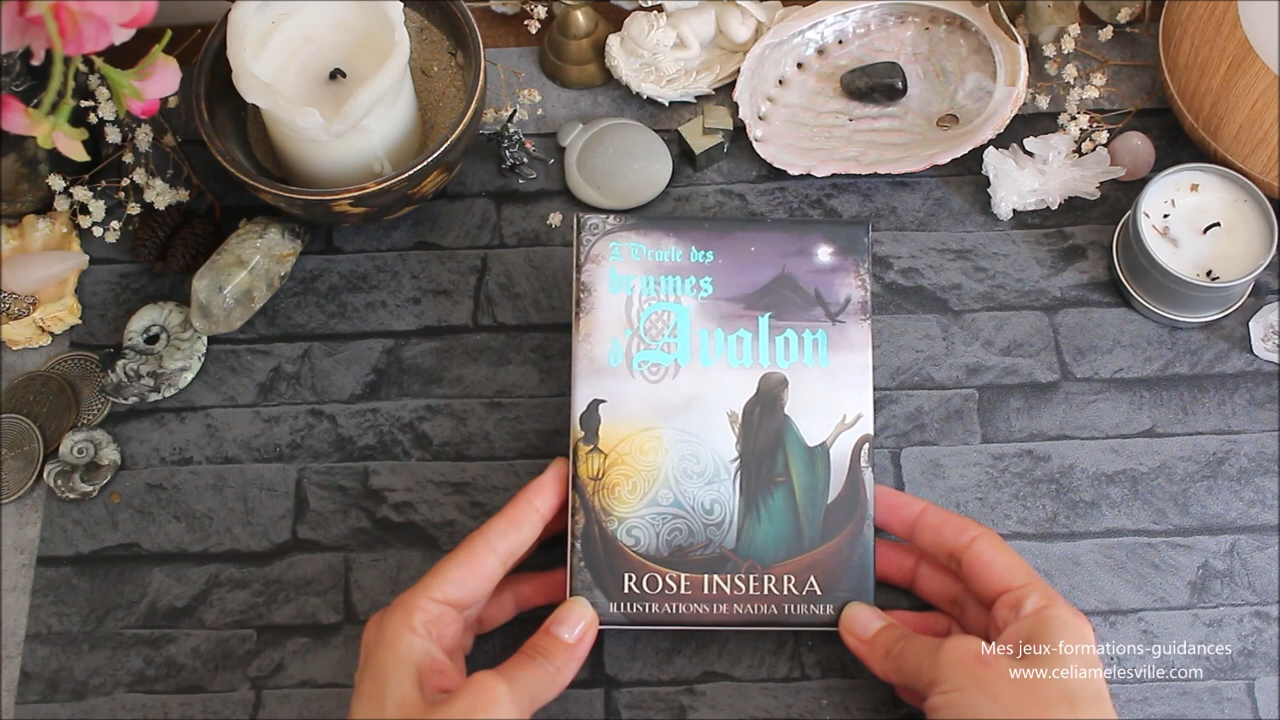 L'Oracle des
brumes
d'Avalon
ROSE INSERRA
ILLUSTRATIONS DE NADIA TURNER
Mes jeux-formations-guidances
www.celiamelesville.com